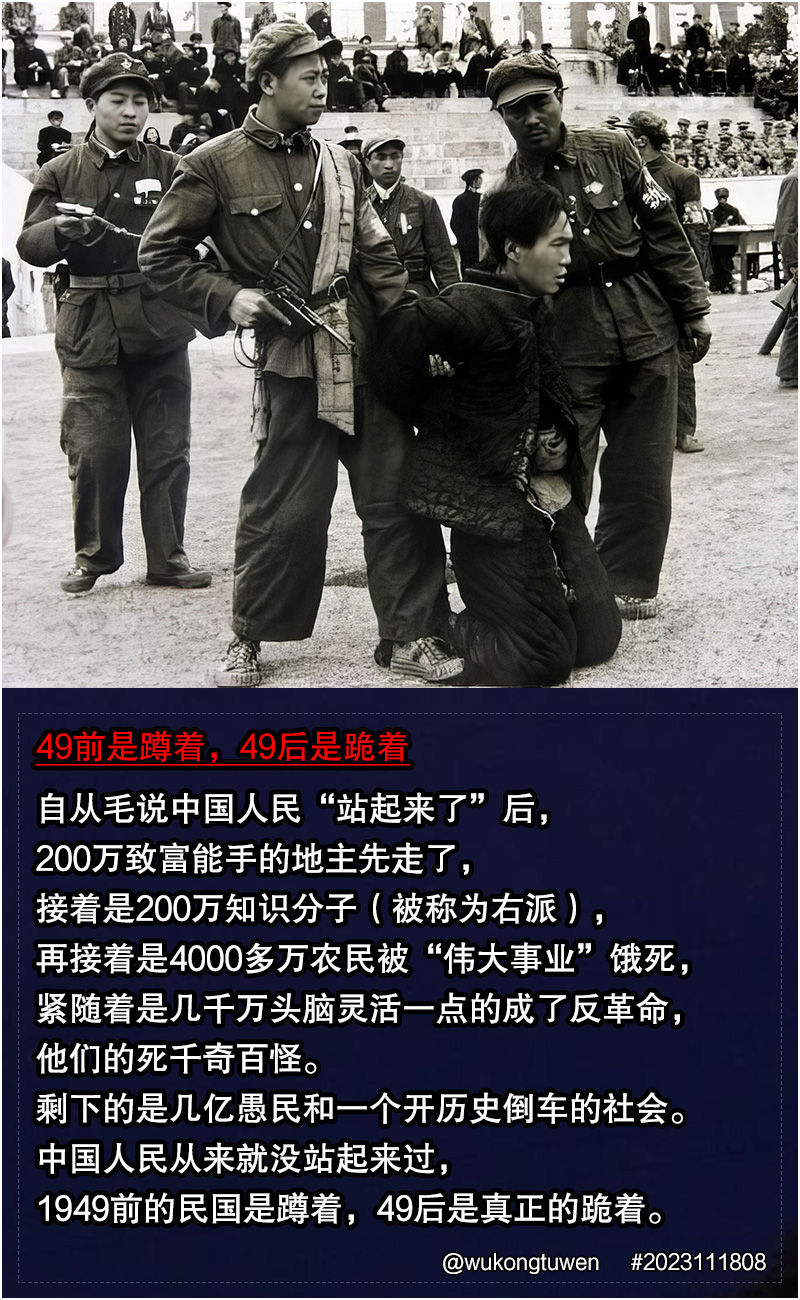 49前是蹲着，49后是跪着
自从毛说中国人民“站起来了”后，
200万致富能手的地主先走了，
接着是200万知识分子（被称为右派），
再接着是4000多万农民被“伟大事业”饿死，
紧随着是几千万头脑灵活一点的成了反革命，
他们的死千奇百怪。
剩下的是几亿愚民和一个开历史倒车的社会。
中国人民从来就没站起来过，
1949前的民国是蹲着，49后是真正的跪着。
@wukongtuwen #2023111808